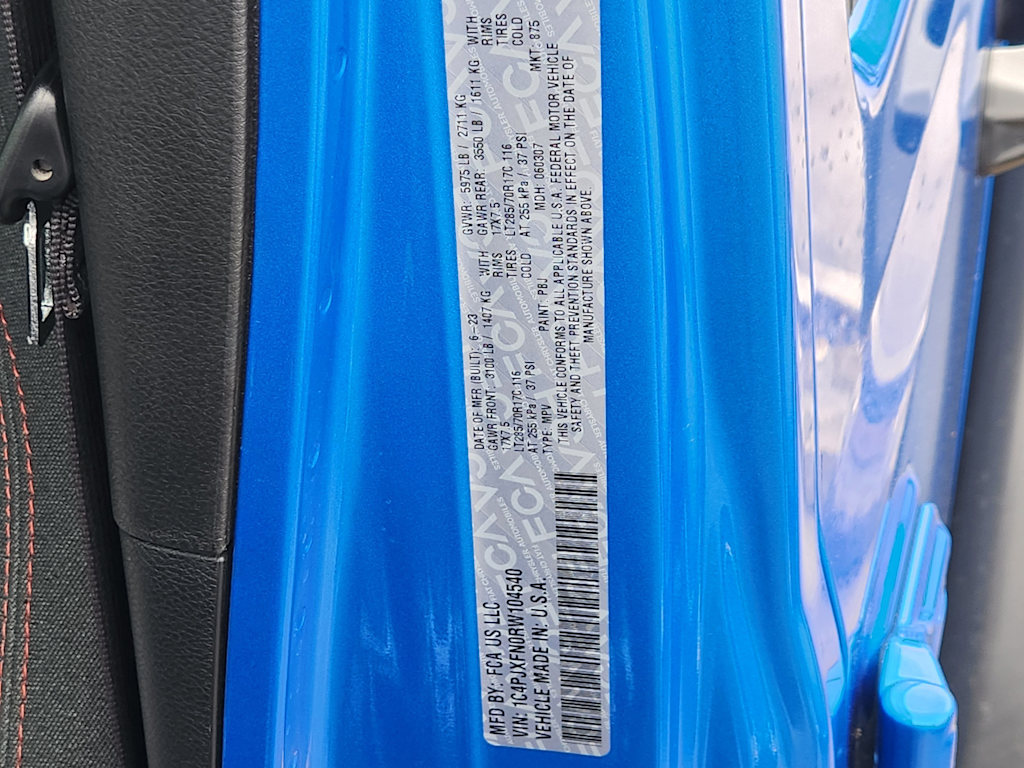 MFD BY: FCA US LLC
VIN: 1C4PJXFN0RW104540
VEHICLE MADE IN: U.S.A.
DATE OF MFR (BUILT): 6-23 GVWR: 5975 LB / 2711 KG
GAWR FRONT: 3100 LB / 1407 KG WITH GAWR REAR: 3550 LB / 1611 KG WITH
17X7.5 RIMS 17X7.5 RIMS
LT285/70R17C 116 TIRES LT285/70R17C 116 TIRES
AT 255 kPa / 37 PSI COLD AT 255 kPa / 37 PSI COLD
TYPE: MPV PAINT: PBJ MDH: 060307 MKT: 875
THIS VEHICLE CONFORMS TO ALL APPLICABLE U.S.A. FEDERAL MOTOR VEHICLE
SAFETY AND THEFT PREVENTION STANDARDS IN EFFECT ON THE DATE OF
MANUFACTURE SHOWN ABOVE.